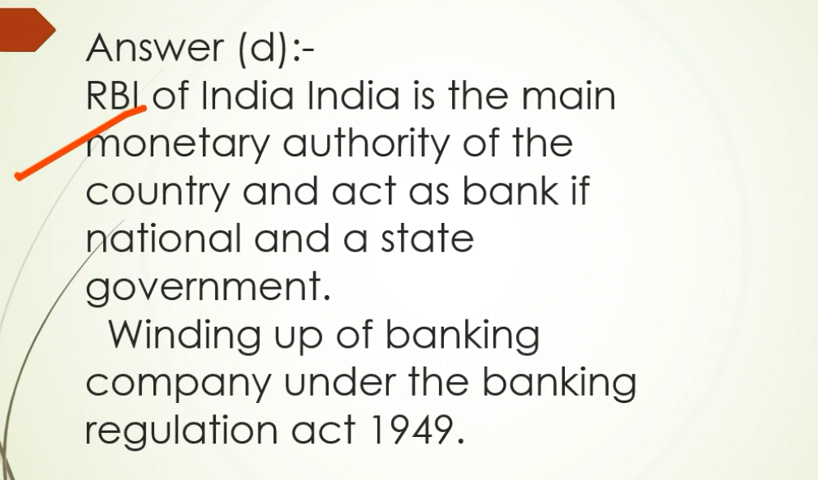 Answer (d):-
RBI of India India is the main
monetary authority of the
country and act as bank if
national and a state
government.
Winding up of banking
company under the banking
regulation act 1949.